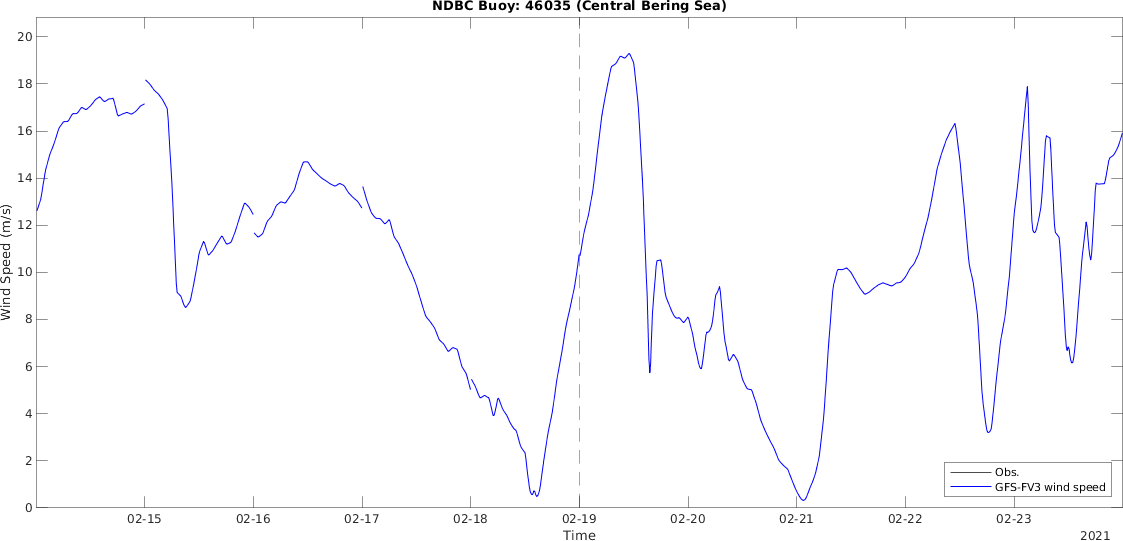 NDBC Buoy: 46035 (Central Bering Sea)
20
18
16
14
12
10
8
6
4
2
0
Wind Speed (m/s)
Obs.
GFS-FV3 wind speed
02-15 02-16 02-17 02-18 02-19 02-20 02-21 02-22 02-23
Time
2021